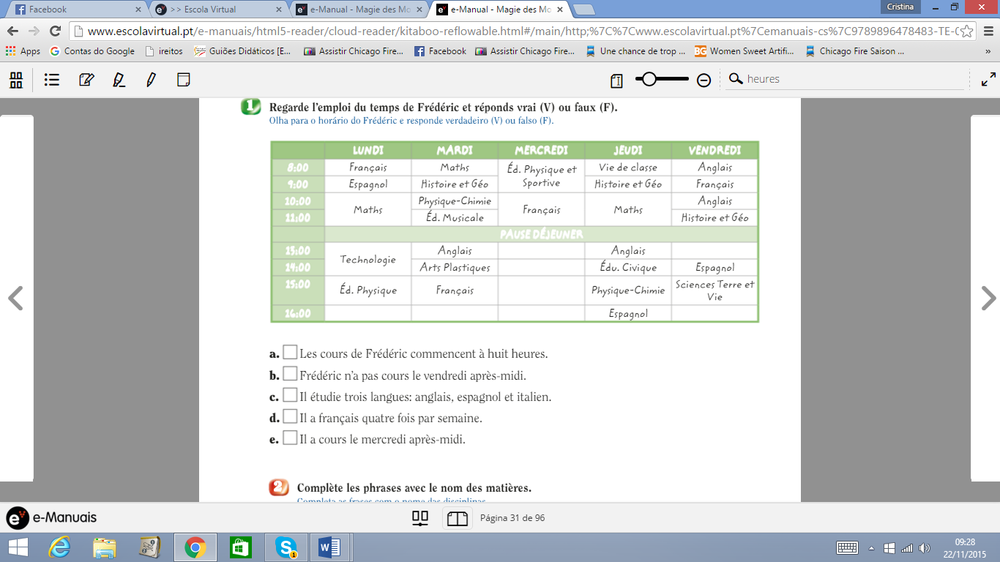 Facebook
>> Escola Virtual
e-Manual - Magie des Mo
e-Manual - Magie des Mo
Cristina
www.escolavirtual.pt/e-manuais/html5-reader/cloud-reader/kitaboo-reflowable.html#/main/http;%7C%7Cwww.escolavirtual.pt%7Cemanuais-cs%7C9789896478483-TE-0
Apps
Contas do Google
ireitos
Guiões Didáticos [E...
Assistir Chicago Fire...
Facebook
Assistir Chicago Fire...
Une chance de trop ...
BG Women Sweet Artifi...
Chicago Fire Saison ...
»
heures
1 Regarde l'emploi du temps de Frédéric et réponds vrai (V) ou faux (F).
Olha para o horário do Frédéric e responde verdadeiro (V) ou falso (F).
LUNDI MARDI MERCREDI JEUDI VENDREDI
8:00 Français Maths Éd. Physique et Sportive Vie de classe Anglais
9:00 Espagnol Histoire et Géo Histoire et Géo Français
10:00 Maths Physique-Chimie Français Maths Anglais
11:00 Éd. Musicale Histoire et Géo
PAUSE DÉJEUNER
13:00 Technologie Anglais Anglais
14:00 Arts Plastiques Édu. Civique Espagnol
15:00 Éd. Physique Français Physique-Chimie Sciences Terre et Vie
16:00 Espagnol
a. Les cours de Frédéric commencent à huit heures.
b. Frédéric n'a pas cours le vendredi après-midi.
c. Il étudie trois langues: anglais, espagnol et italien.
d. Il a français quatre fois par semaine.
e. Il a cours le mercredi après-midi.
2 Complète les phrases avec le nom des matières.
Completa as frases com o nome das disciplinas.
e-Manuais
Página 31 de 96
09:28
22/11/2015